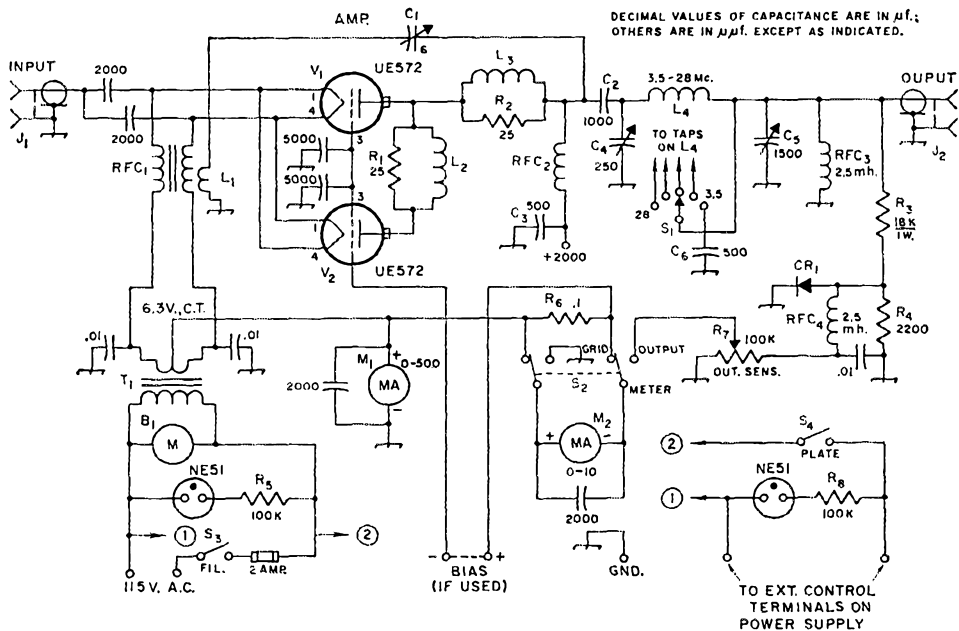 AMP.
DECIMAL VALUES OF CAPACITANCE ARE IN µf.;
OTHERS ARE IN µµf. EXCEPT AS INDICATED.
INPUT
J1
2000
2000
V1
UE572
1
4
3
C1
6
L3
R2
25
C2
1000
3.5-28 Mc.
L4
OUPUT
J2
RFC1
L1
5000
5000
3
R1
25
L2
RFC2
C4
250
TO TAPS
ON L4
28
3.5
S1
C5
1500
RFC3
2.5 mh.
R3
18K
1W.
C3
500
+2000
C6
500
1
4
V2
UE572
CR1
6.3V., C.T.
.01
.01
T1
R6
.1
GRID
OUTPUT
R7
100K
OUT. SENS.
RFC4
2.5
mh.
R4
2200
.01
2000
M1
+
0-500
MA
-
S2
METER
B1
M
M2
+
MA
-
0-10
2000
2
S4
PLATE
NE51
R5
100K
1
NE51
R8
100K
1
S3
FIL.
2 AMP.
2
115 V. A.C.
- +
BIAS
(IF USED)
GND.
TO EXT. CONTROL
TERMINALS ON
POWER SUPPLY